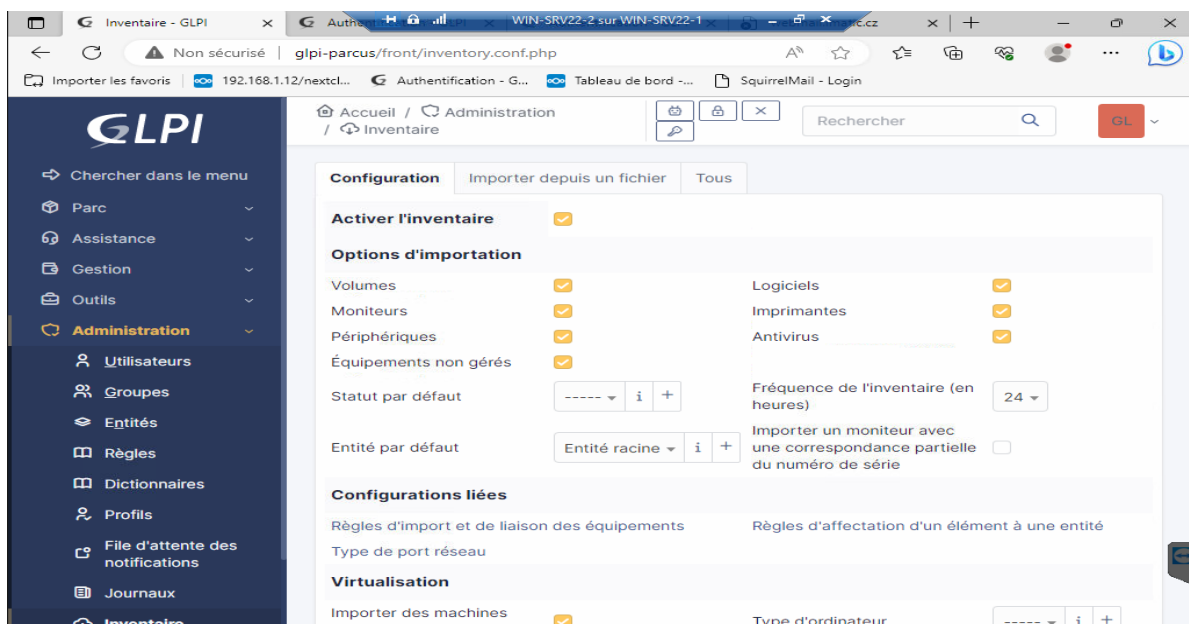 Inventaire - GLPI
WIN-SRV22-2 sur WIN-SRV22-1
Non sécurisé
glpi-parcus/front/inventory.conf.php
Importer les favoris
192.168.1.12/nextcl...
Authentification - G...
Tableau de bord -...
SquirrelMail - Login
GLPI
Accueil / Administration
/ Inventaire
Rechercher
GL
Chercher dans le menu
Parc
Assistance
Gestion
Outils
Administration
Utilisateurs
Groupes
Entités
Règles
Dictionnaires
Profils
File d'attente des
notifications
Journaux
Inventaire
Configuration
Importer depuis un fichier
Tous
Activer l'inventaire
Options d'importation
Volumes
Logiciels
Moniteurs
Imprimantes
Périphériques
Antivirus
Équipements non gérés
Statut par défaut
-----
i +
Fréquence de l'inventaire (en
heures)
24
Entité par défaut
Entité racine
i +
Importer un moniteur avec
une correspondance partielle
du numéro de série
Configurations liées
Règles d'import et de liaison des équipements
Règles d'affectation d'un élément à une entité
Type de port réseau
Virtualisation
Importer des machines
Type d'ordinateur
-----
i +